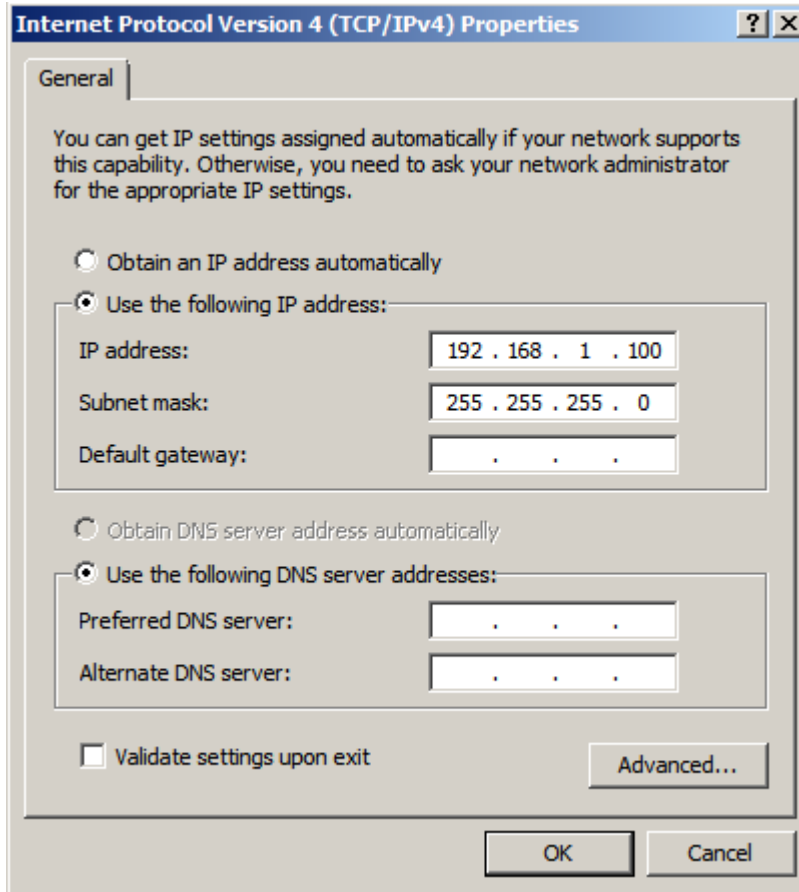 Internet Protocol Version 4 (TCP/IPv4) Properties
General
You can get IP settings assigned automatically if your network supports
this capability. Otherwise, you need to ask your network administrator
for the appropriate IP settings.
Obtain an IP address automatically
Use the following IP address:
IP address: 192 . 168 . 1 . 100
Subnet mask: 255 . 255 . 255 . 0
Default gateway: . . .
Obtain DNS server address automatically
Use the following DNS server addresses:
Preferred DNS server: . . .
Alternate DNS server: . . .
Validate settings upon exit
Advanced...
OK Cancel